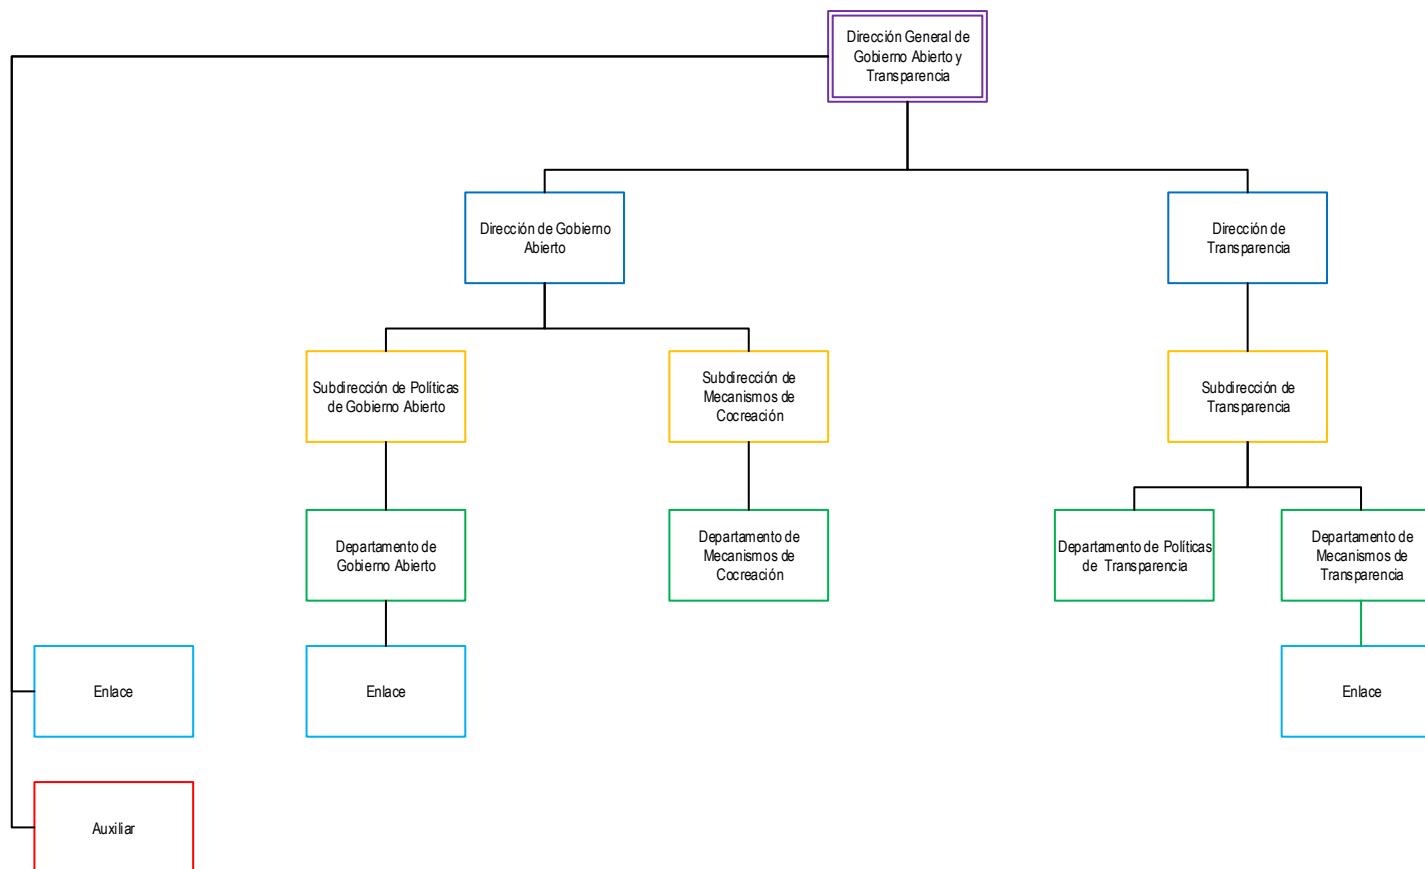 Dirección General de
Gobierno Abierto y
Transparencia
Dirección de Gobierno
Abierto
Dirección de
Transparencia
Subdirección de Políticas
de Gobierno Abierto
Subdirección de
Mecanismos de
Cocreación
Subdirección de
Transparencia
Departamento de
Gobierno Abierto
Departamento de
Mecanismos de
Cocreación
Departamento de Políticas
de Transparencia
Departamento de
Mecanismos de
Transparencia
Enlace
Enlace
Enlace
Auxiliar